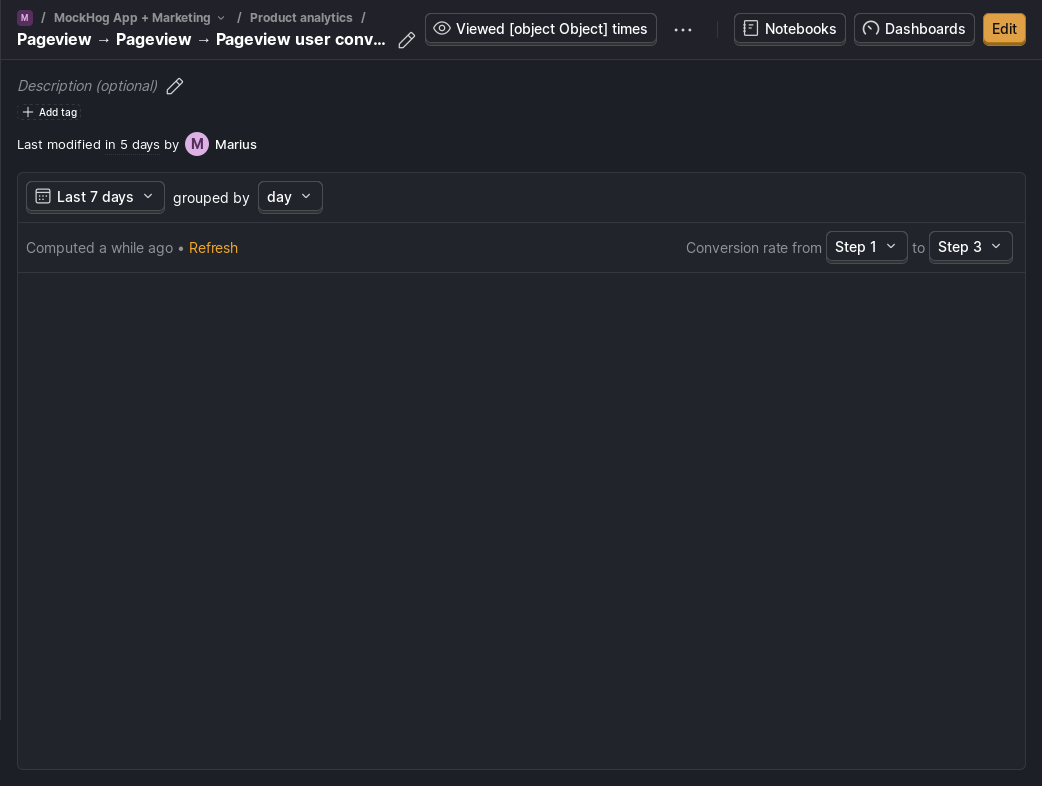 M / MockHog App + Marketing / Product analytics /
Pageview → Pageview → Pageview user conv...
Viewed [object Object] times
Notebooks
Dashboards
Edit
Description (optional)
Add tag
Last modified in 5 days by M Marius
Last 7 days grouped by day
Computed a while ago • Refresh
Conversion rate from Step 1 to Step 3